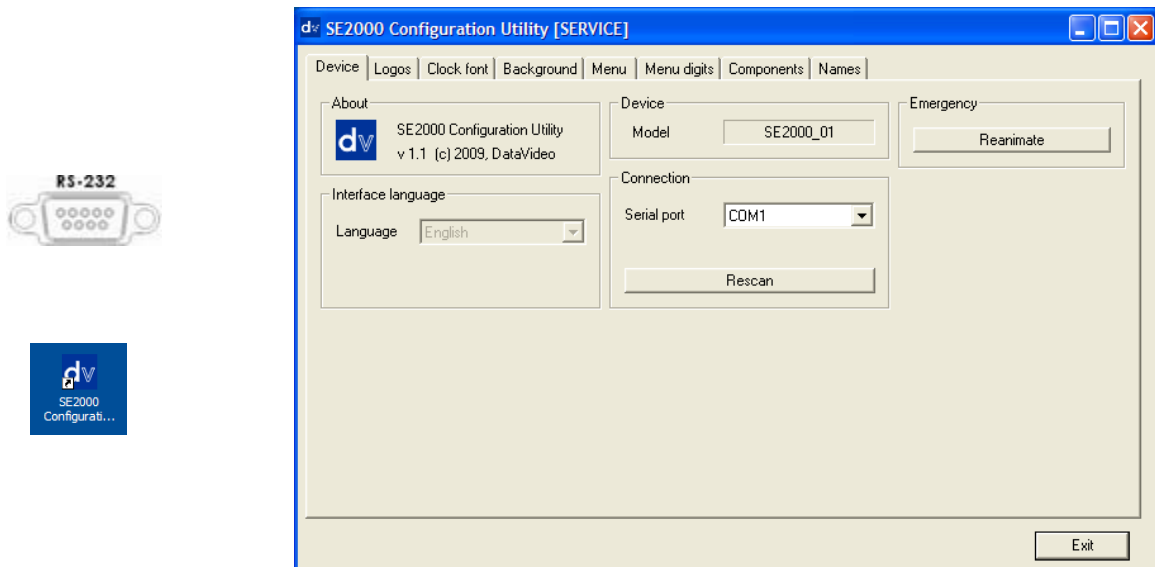 RS-232
dv
SE2000
Configurati...
dv SE2000 Configuration Utility [SERVICE]
Device Logos Clock font Background Menu Menu digits Components Names
About
dv
SE2000 Configuration Utility
v 1.1 (c) 2009, DataVideo
Interface language
Language English
Device
Model SE2000_01
Connection
Serial port COM1
Rescan
Emergency
Reanimate
Exit